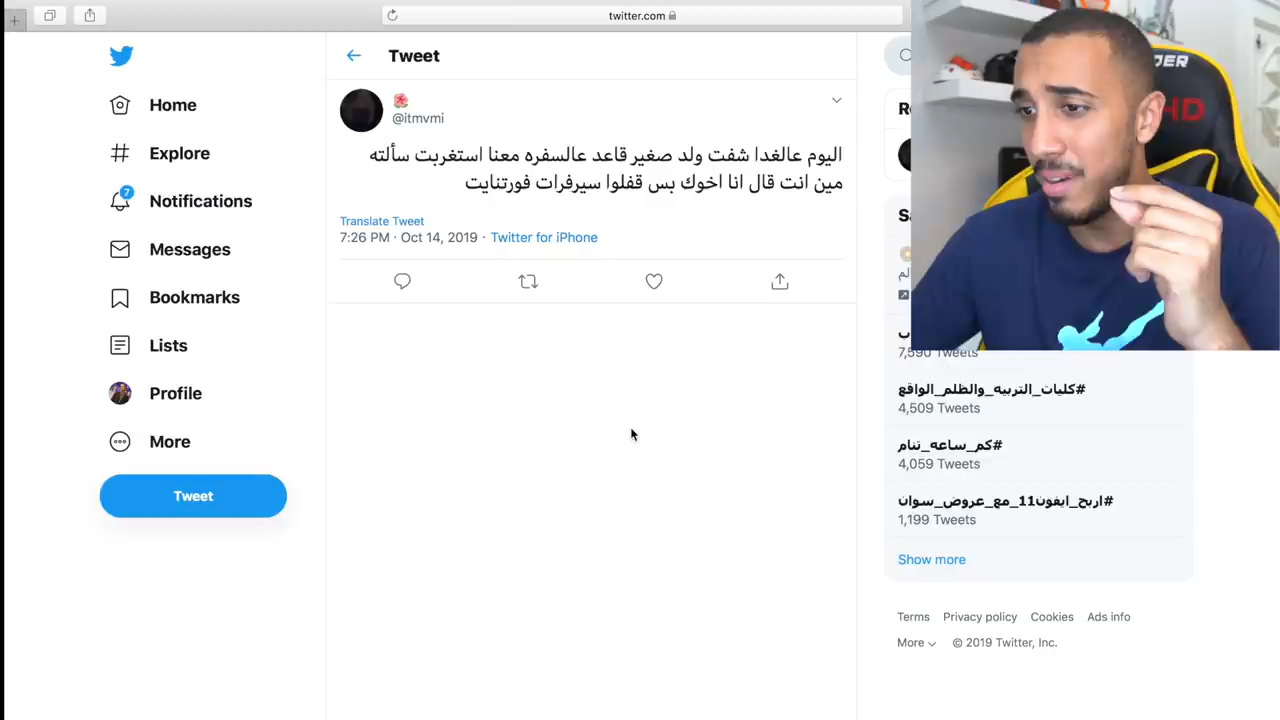 twitter.com
Tweet
Home
Explore
7
Notifications
Messages
Bookmarks
Lists
Profile
More
Tweet
@itmvmi
اليوم عالغدا شفت ولد صغير قاعد عالسفره معنا استغربت سألته
مين انت قال انا اخوك بس قفلوا سيرفرات فورتنايت
Translate Tweet
7:26 PM · Oct 14, 2019 · Twitter for iPhone
7,590 Tweets
#كليات_التربيه_والظلم_الواقع
4,509 Tweets
#كم_ساعه_تنام
4,059 Tweets
#اربح_ايفون11_مع_عروض_سوان
1,199 Tweets
Show more
Terms Privacy policy Cookies Ads info
More © 2019 Twitter, Inc.